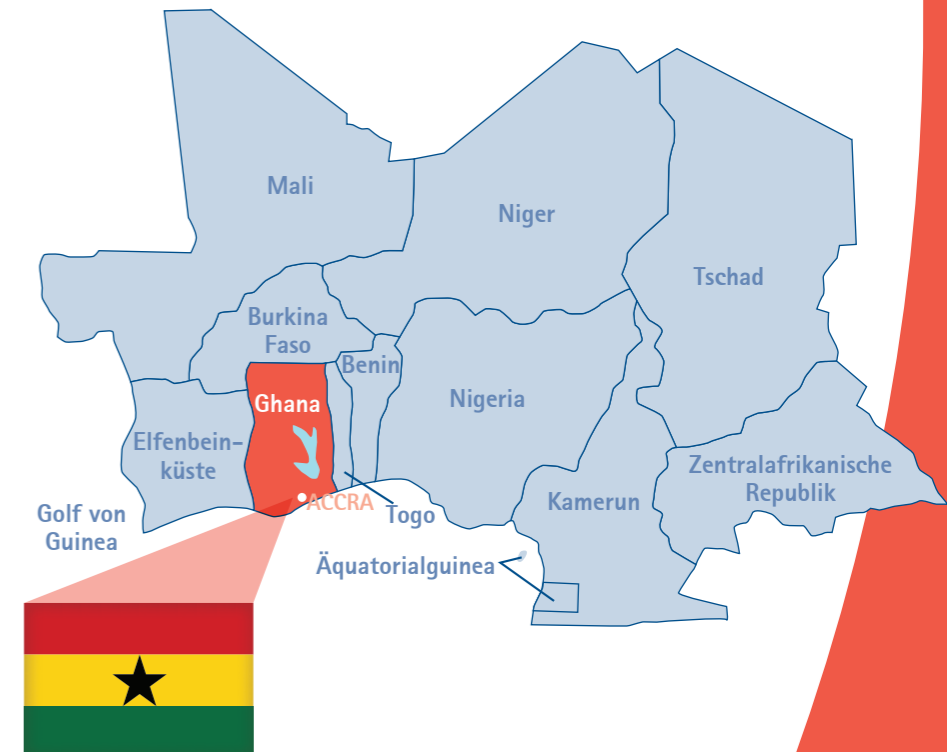 Mali
Niger
Tschad
Burkina
Faso
Benin
Ghana
Nigeria
Elfenbein-
küste
Zentralafrikanische
Republik
Kamerun
ACCRA
Togo
Golf von
Guinea
Äquatorialguinea